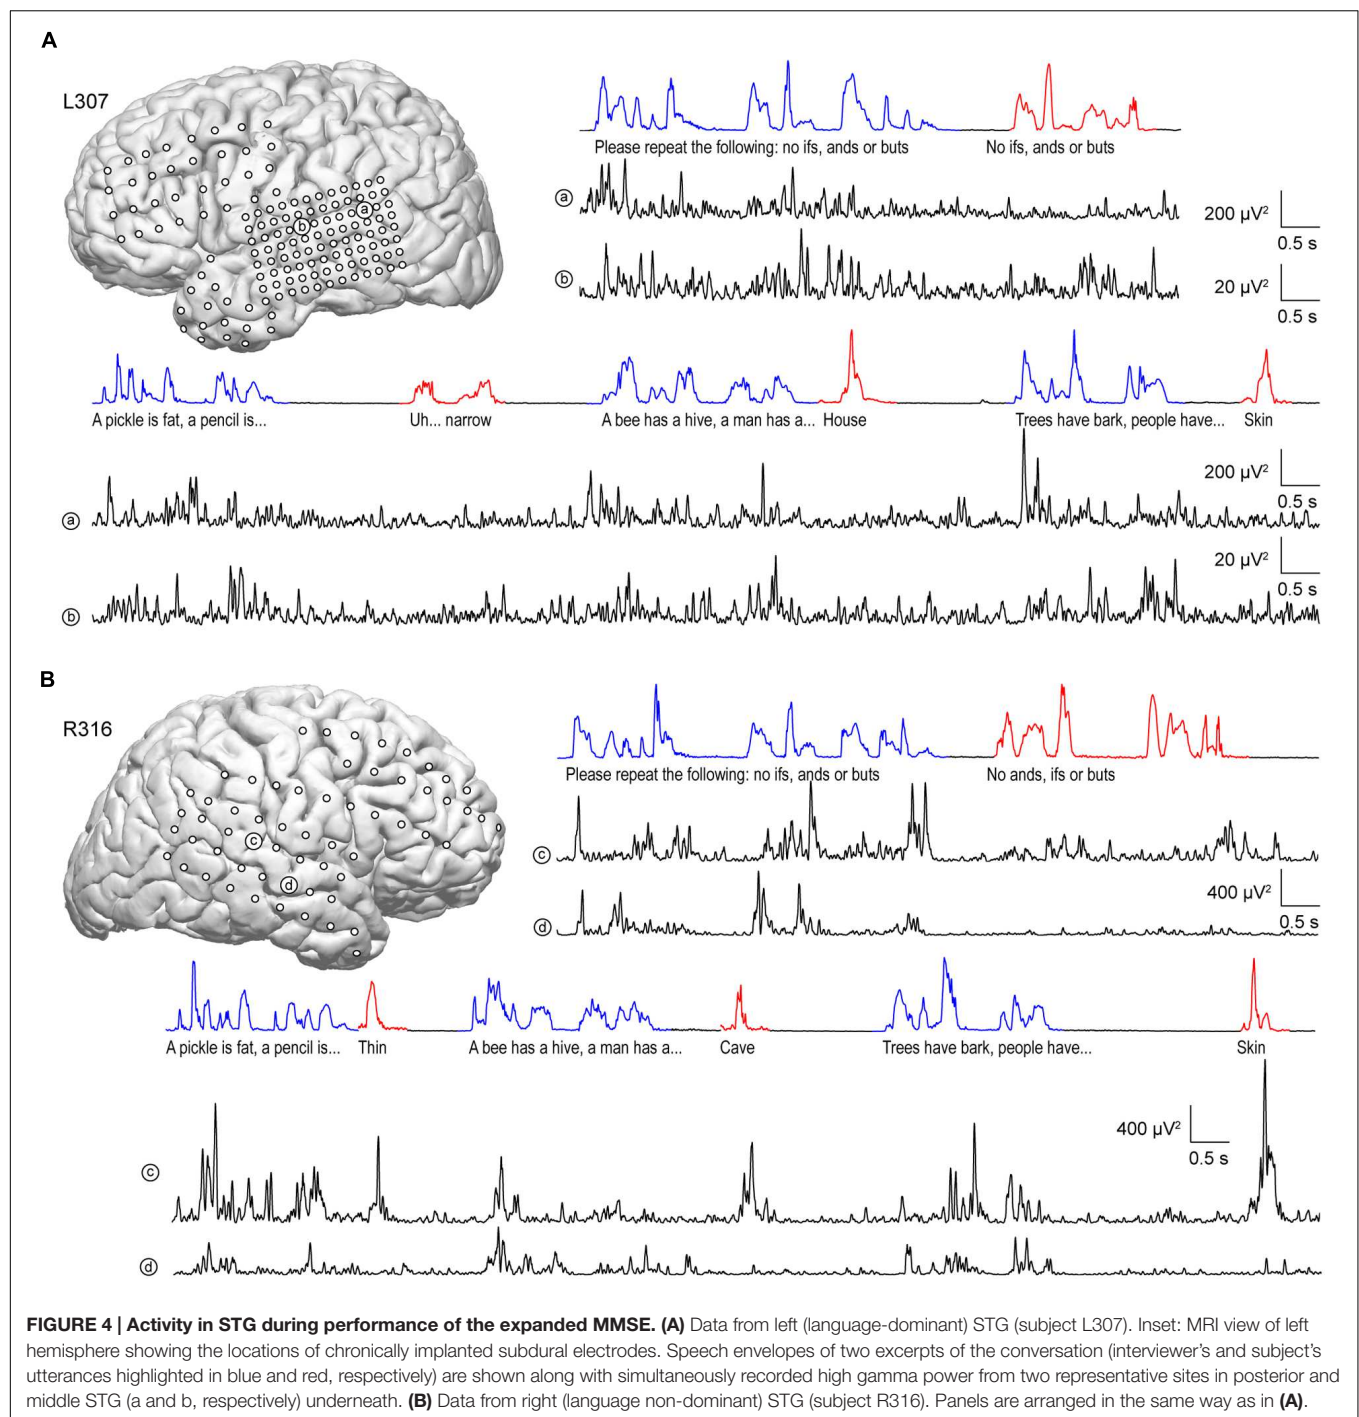 A
L307
Please repeat the following: no ifs, ands or buts No ifs, ands or buts
a
200 µV²
0.5 s
b
20 µV²
0.5 s
a
b
A pickle is fat, a pencil is... Uh... narrow A bee has a hive, a man has a... House Trees have bark, people have... Skin
a
200 µV²
0.5 s
b
20 µV²
0.5 s
B
R316
Please repeat the following: no ifs, ands or buts No ands, ifs or buts
c
d
400 µV²
0.5 s
c
d
A pickle is fat, a pencil is... Thin A bee has a hive, a man has a... Cave Trees have bark, people have... Skin
400 µV²
0.5 s
c
d
FIGURE 4 | Activity in STG during performance of the expanded MMSE. (A) Data from left (language-dominant) STG (subject L307). Inset: MRI view of left
hemisphere showing the locations of chronically implanted subdural electrodes. Speech envelopes of two excerpts of the conversation (interviewer's and subject's
utterances highlighted in blue and red, respectively) are shown along with simultaneously recorded high gamma power from two representative sites in posterior and
middle STG (a and b, respectively) underneath. (B) Data from right (language non-dominant) STG (subject R316). Panels are arranged in the same way as in (A).